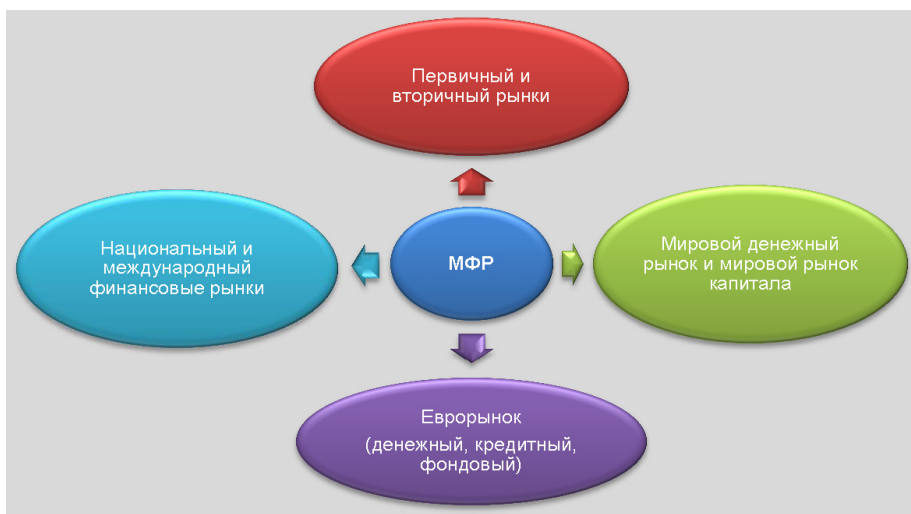 Первичный и
вторичный рынки
Национальный и
международный
финансовые рынки
МФР
Мировой денежный
рынок и мировой рынок
капитала
Еврорынок
(денежный, кредитный,
фондовый)